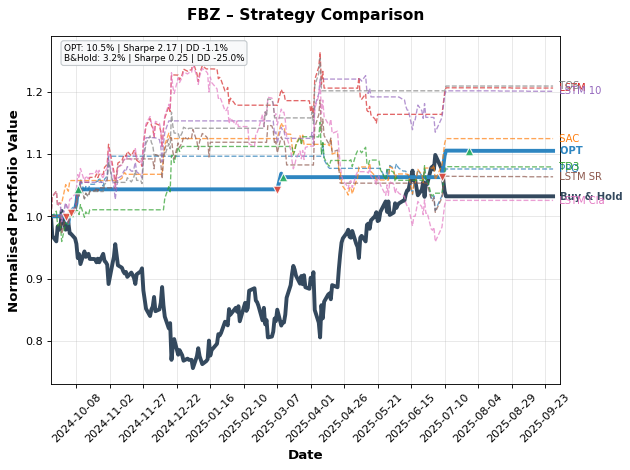 FBZ – Strategy Comparison
OPT: 10.5% | Sharpe 2.17 | DD -1.1%
B&Hold: 3.2% | Sharpe 0.25 | DD -25.0%
Normalised Portfolio Value
1.2
1.1
1.0
0.9
0.8
LSTM 10
SAC
OPT
TD3
LSTM SR
Buy & Hold
2024-10-08
2024-11-02
2024-11-27
2024-12-22
2025-01-16
2025-02-10
2025-03-07
2025-04-01
2025-04-26
2025-05-21
2025-06-15
2025-07-10
2025-08-04
2025-08-29
2025-09-23
Date